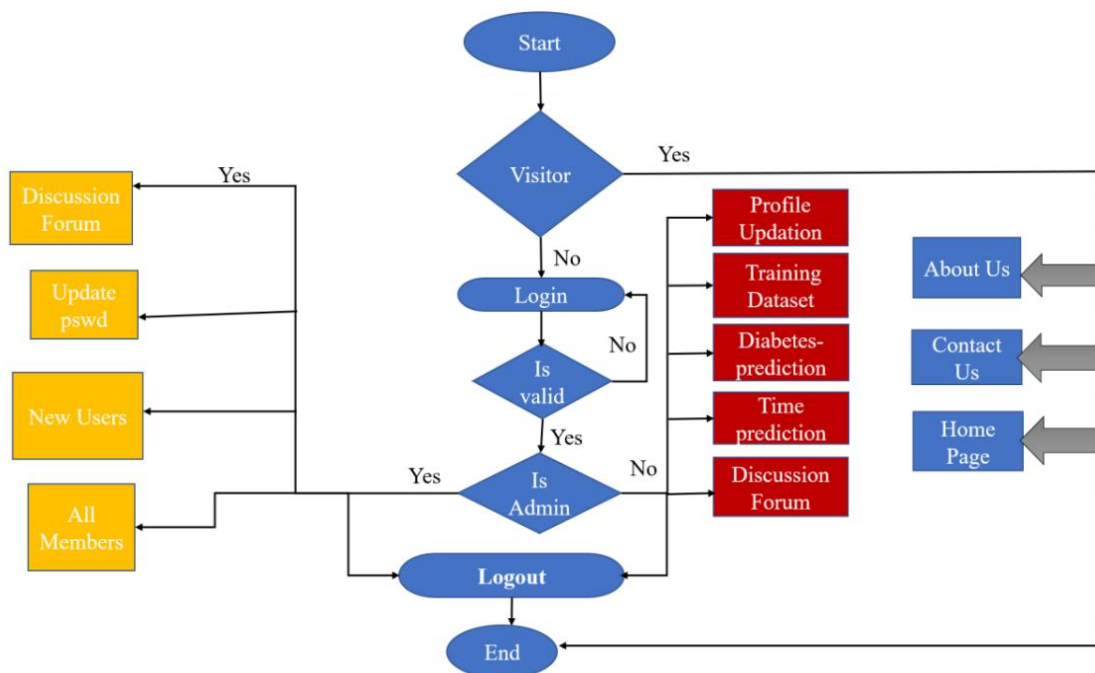 Start
Visitor
Yes
Yes
Discussion
Forum
Profile
Updation
No
About Us
Training
Dataset
Login
Update
pswd
No
Diabetes-
prediction
Contact
Us
Is
valid
New Users
Time
prediction
Home
Page
Yes
Yes
Is
Admin
No
Discussion
Forum
All
Members
Logout
End